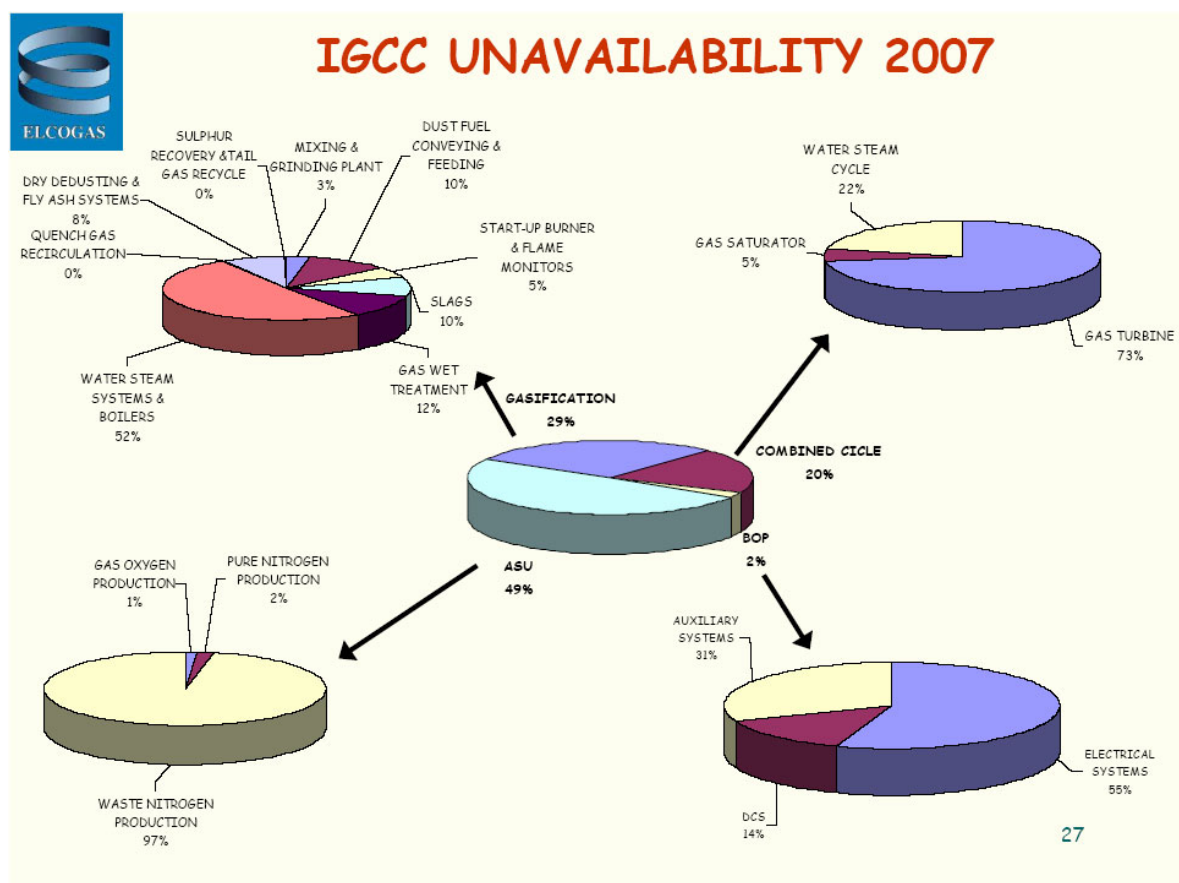 IGCC UNAVAILABILITY 2007
ELCOGAS
SULPHUR
RECOVERY &TAIL
GAS RECYCLE
0%
MIXING &
GRINDING PLANT
3%
DUST FUEL
CONVEYING &
FEEDING
10%
DRY DEDUSTING &
FLY ASH SYSTEMS
8%
QUENCH GAS
RECIRCULATION
0%
START-UP BURNER
& FLAME
MONITORS
5%
SLAGS
10%
GAS WET
TREATMENT
12%
WATER STEAM
SYSTEMS &
BOILERS
52%
WATER STEAM
CYCLE
22%
GAS SATURATOR
5%
GAS TURBINE
73%
GASIFICATION
29%
COMBINED CICLE
20%
BOP
2%
ASU
49%
GAS OXYGEN
PRODUCTION
1%
PURE NITROGEN
PRODUCTION
2%
WASTE NITROGEN
PRODUCTION
97%
AUXILIARY
SYSTEMS
31%
ELECTRICAL
SYSTEMS
55%
DCS
14%
27